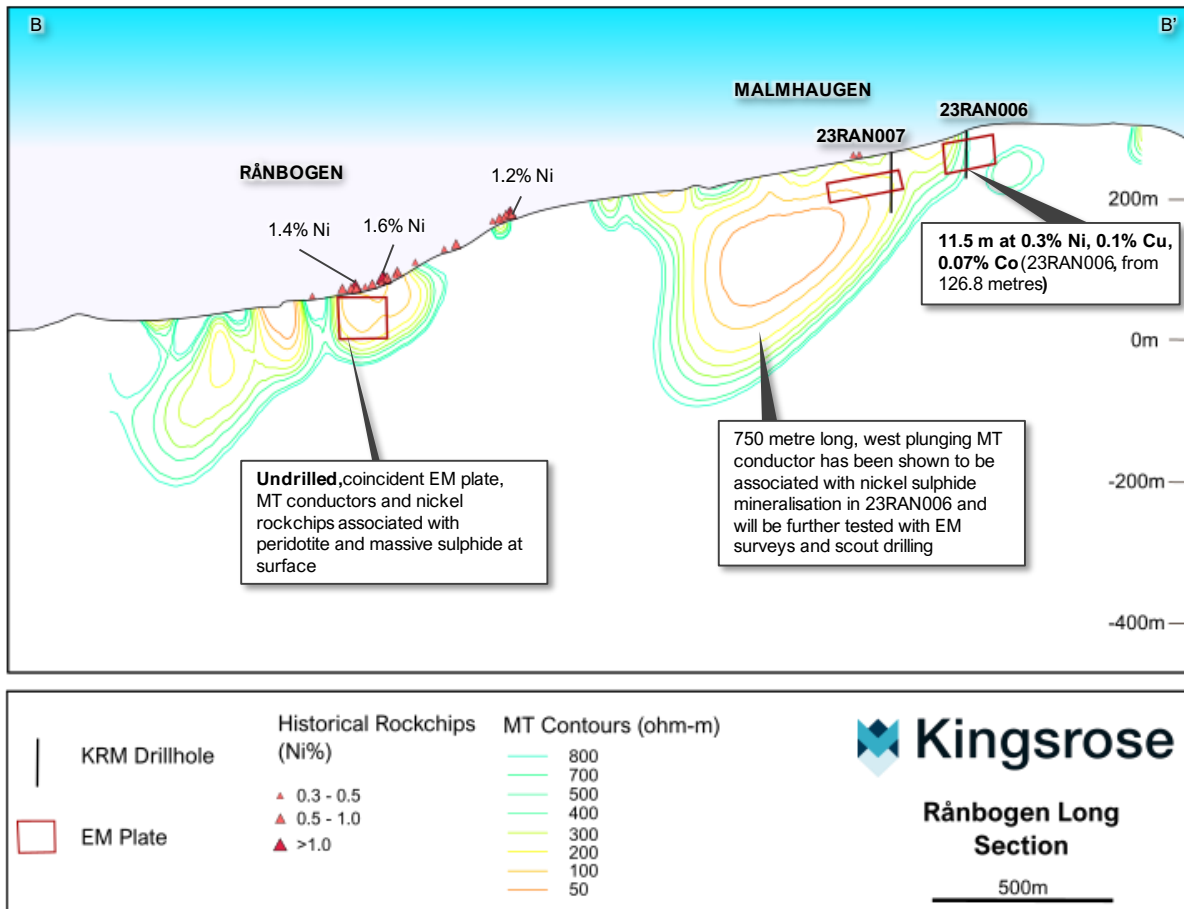 B
B’
MALMHAUGEN
23RAN006
23RAN007
RÅNBOGEN
1.2% Ni
1.4% Ni
1.6% Ni
200m
11.5 m at 0.3% Ni, 0.1% Cu,
0.07% Co (23RAN006, from
126.8 metres)
0m
Undrilled,coincident EM plate,
MT conductors and nickel
rockchips associated with
peridotite and massive sulphide at
surface
750 metre long, west plunging MT
conductor has been shown to be
associated with nickel sulphide
mineralisation in 23RAN006 and
will be further tested with EM
surveys and scout drilling
-200m
-400m
KRM Drillhole
EM Plate
Historical Rockchips
(Ni%)
0.3 - 0.5
0.5 - 1.0
>1.0
MT Contours (ohm-m)
800
700
500
400
300
200
100
50
Kingsrose
Rånbogen Long
Section
500m